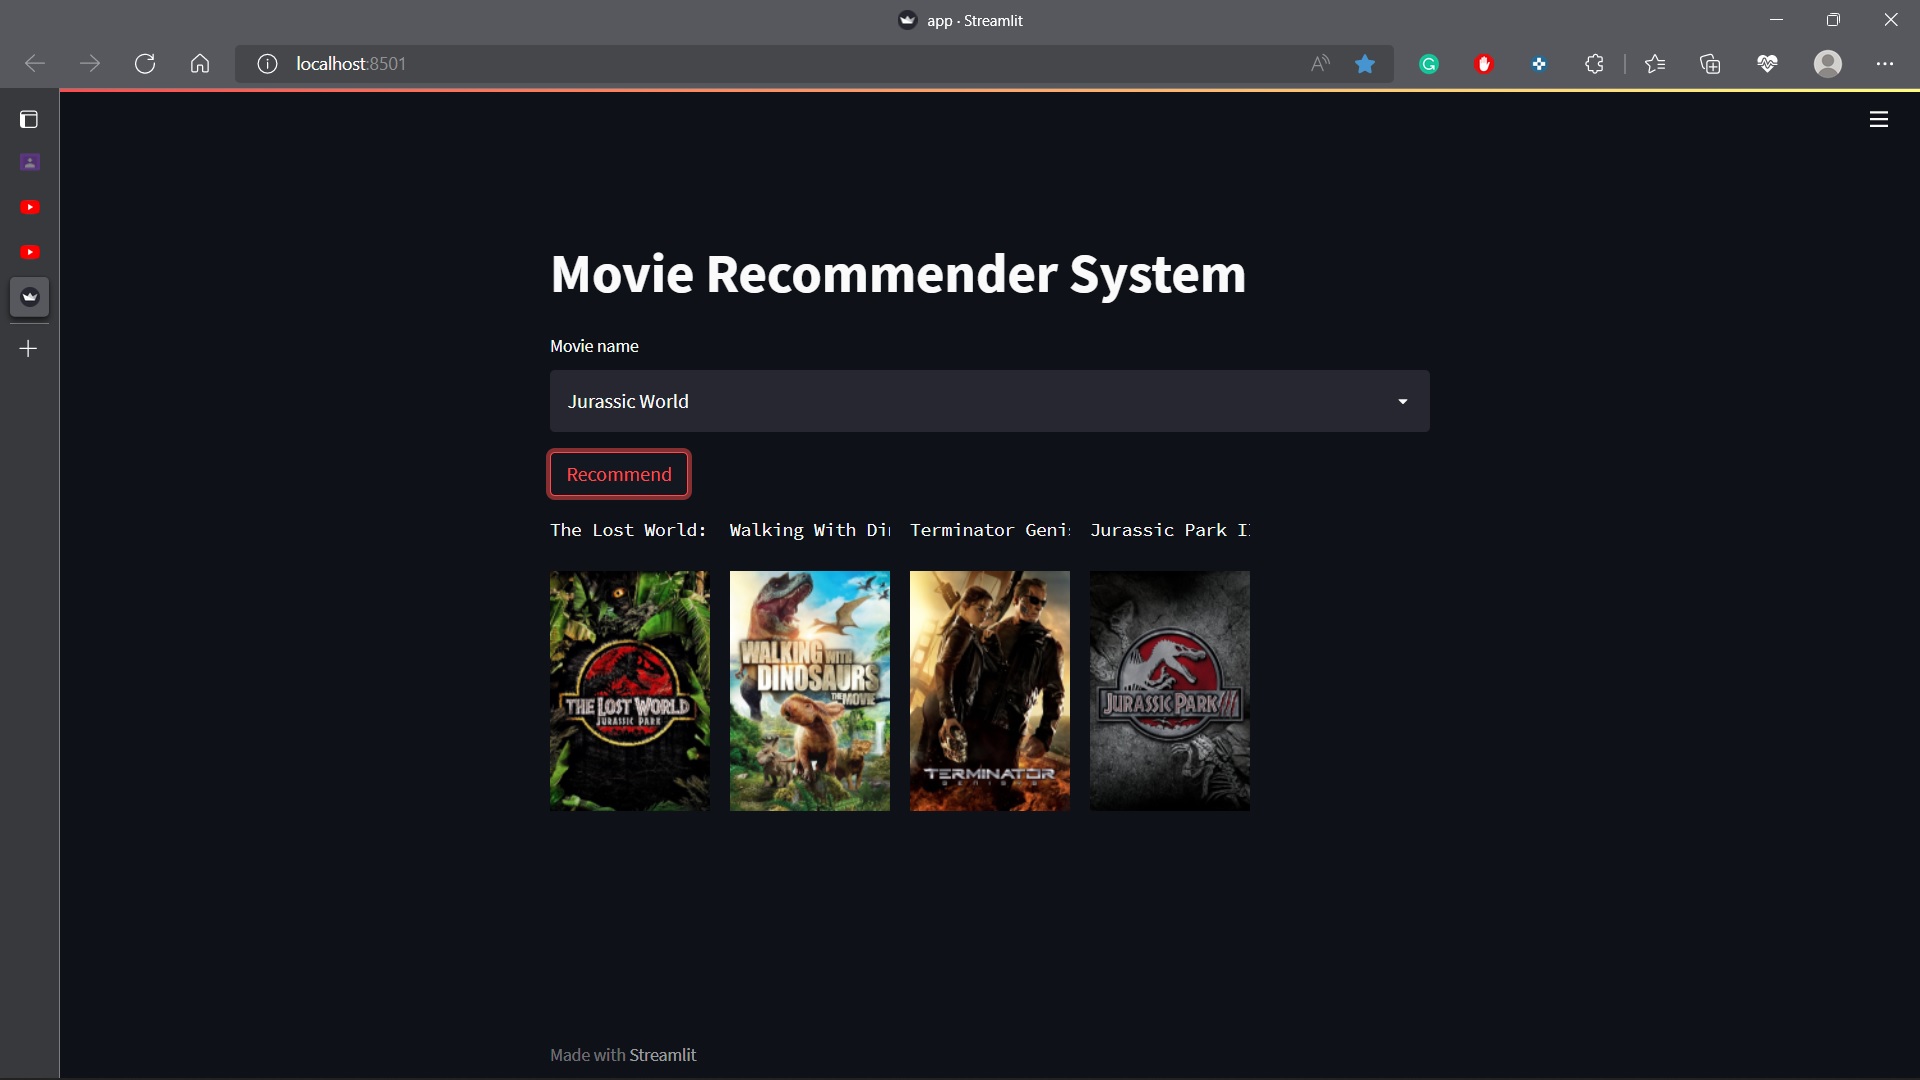 app - Streamlit
localhost:8501
Movie Recommender System
Movie name
Jurassic World
Recommend
The Lost World:
Walking With Di
Terminator Geni
Jurassic Park I
THE LOST WORLD
JURASSIC PARK
WALKING WITH
DINOSAURS
THE MOVIE
TERMINATOR
GENISYS
JURASSIC PARK III
Made with Streamlit